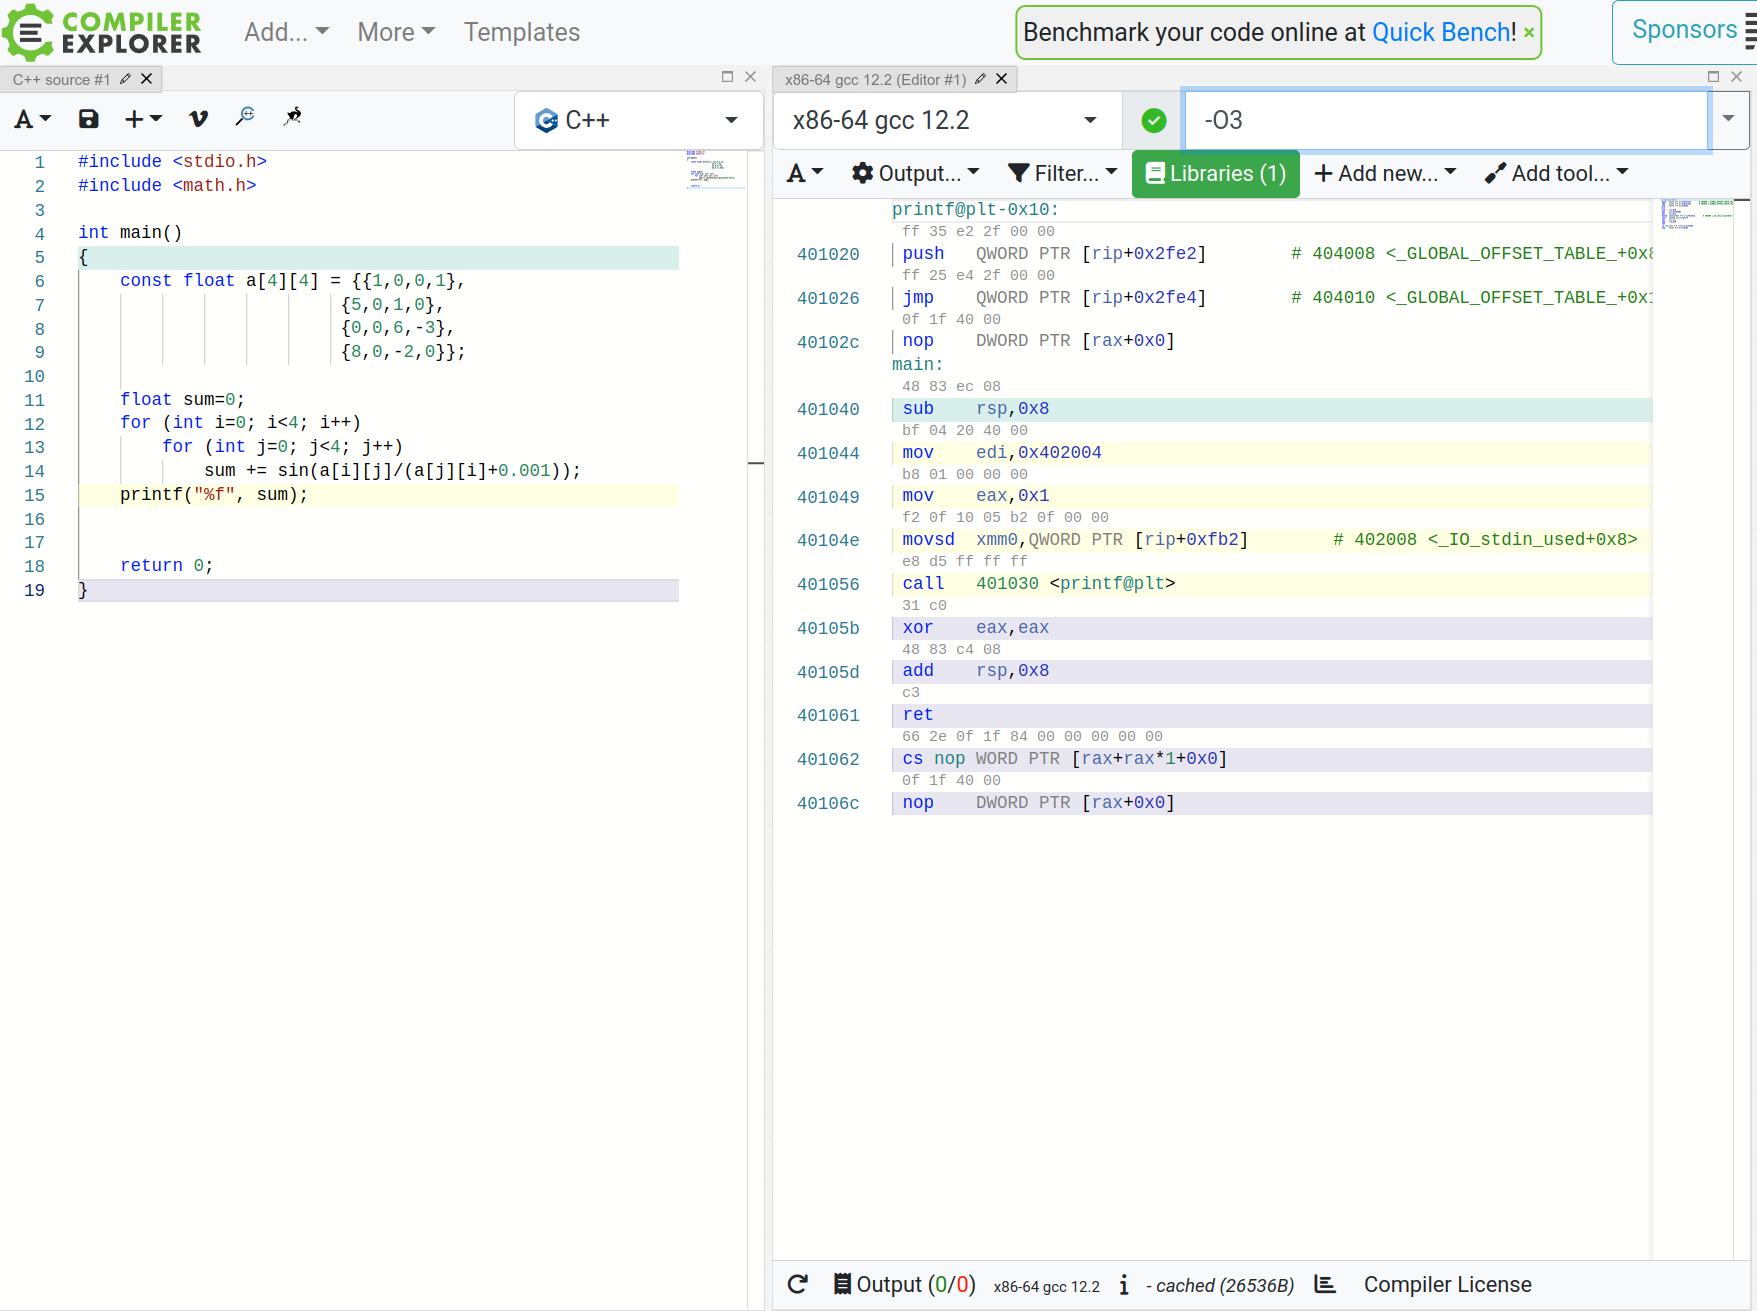 COMPILER EXPLORER Add... More Templates Benchmark your code online at Quick Bench! × Sponsors
C++ source #1
A + C++
1 #include <stdio.h>
2 #include <math.h>
3
4 int main()
5 {
6     const float a[4][4] = {{1,0,0,1},
7                          {5,0,1,0},
8                          {0,0,6,-3},
9                          {8,0,-2,0}};
10
11     float sum=0;
12     for (int i=0; i<4; i++)
13         for (int j=0; j<4; j++)
14             sum += sin(a[i][j]/(a[j][i]+0.001));
15     printf("%f", sum);
16
17
18     return 0;
19 }
x86-64 gcc 12.2 (Editor #1)
x86-64 gcc 12.2 -O3
A Output... Filter... Libraries (1) + Add new... Add tool...
printf@plt-0x10:
ff 35 e2 2f 00 00
401020 push QWORD PTR [rip+0x2fe2] # 404008 <_GLOBAL_OFFSET_TABLE_+0x8
ff 25 e4 2f 00 00
401026 jmp QWORD PTR [rip+0x2fe4] # 404010 <_GLOBAL_OFFSET_TABLE_+0x1
0f 1f 40 00
40102c nop DWORD PTR [rax+0x0]
main:
48 83 ec 08
401040 sub rsp,0x8
bf 04 20 40 00
401044 mov edi,0x402004
b8 01 00 00 00
401049 mov eax,0x1
f2 0f 10 05 b2 0f 00 00
40104e movsd xmm0,QWORD PTR [rip+0xfb2] # 402008 <_IO_stdin_used+0x8>
e8 d5 ff ff ff
401056 call 401030 <printf@plt>
31 c0
40105b xor eax,eax
48 83 c4 08
40105d add rsp,0x8
c3
401061 ret
66 2e 0f 1f 84 00 00 00 00 00
401062 cs nop WORD PTR [rax+rax*1+0x0]
0f 1f 40 00
40106c nop DWORD PTR [rax+0x0]
Output (0/0) x86-64 gcc 12.2 i - cached (26536B) Compiler License